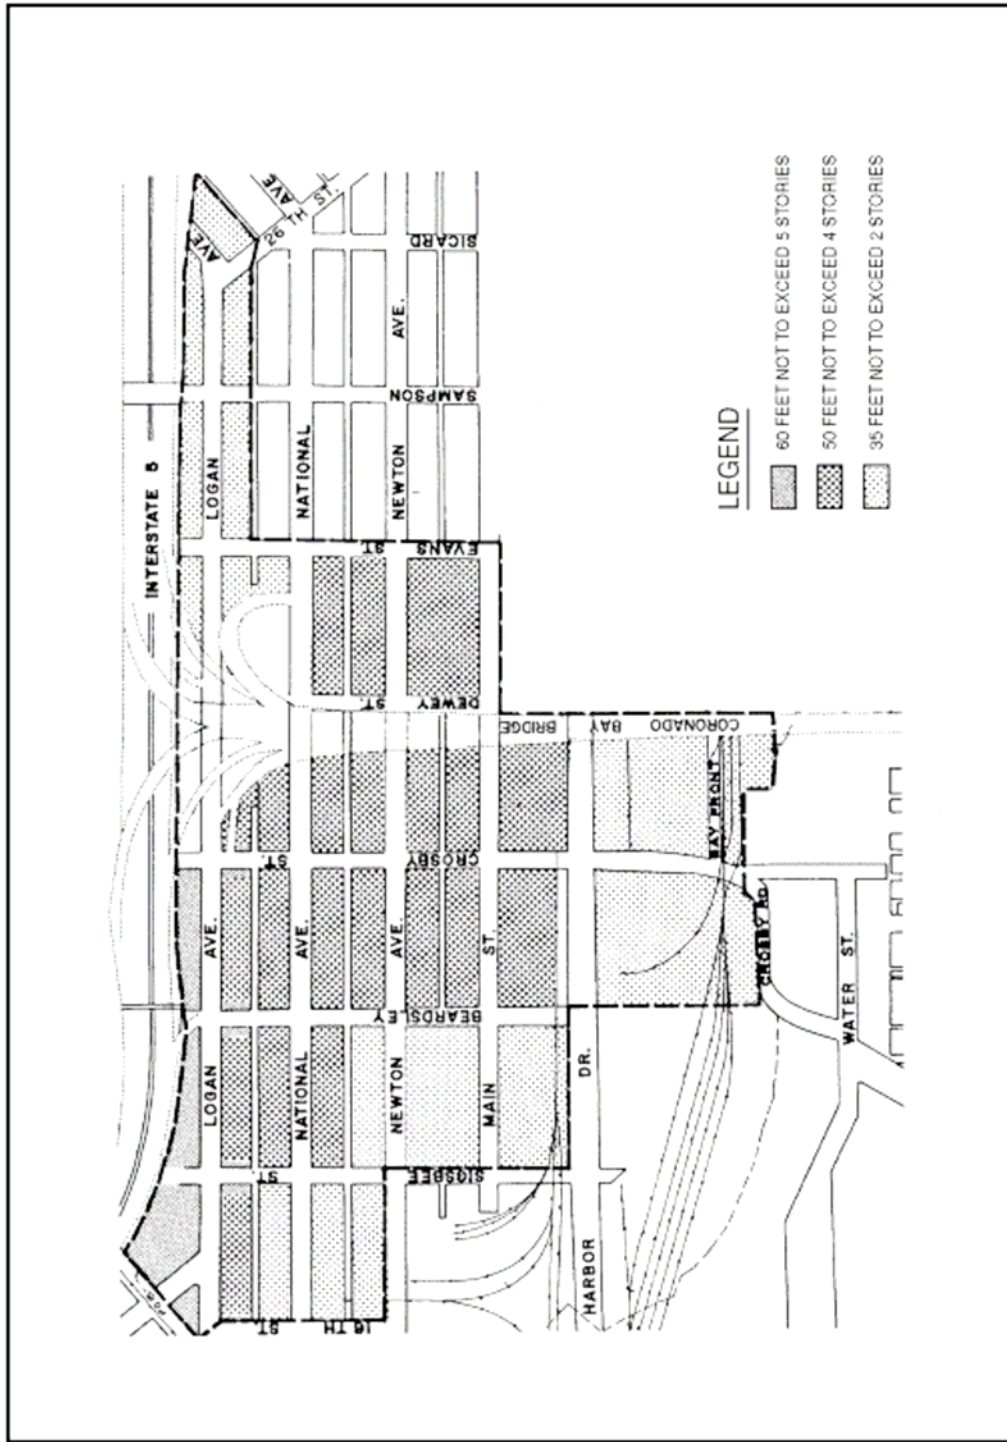 INTERSTATE 5
LOGAN
AVE.
LOGAN
AVE
AVE
26 TH ST.
NATIONAL
AVE.
NATIONAL
NEWTON
AVE.
NEWTON
AVE.
MAIN
ST.
HARBOR
DR.
WATER ST.
CROSBY RD
BAY FRONT
CORONADO BAY BRIDGE
16 TH ST.
SIGSBEE ST.
BEARDSLEY
CROSBY ST.
DEWEY ST.
EVANS ST.
SAMPSON
SICARD
LEGEND
60 FEET NOT TO EXCEED 5 STORIES
50 FEET NOT TO EXCEED 4 STORIES
35 FEET NOT TO EXCEED 2 STORIES